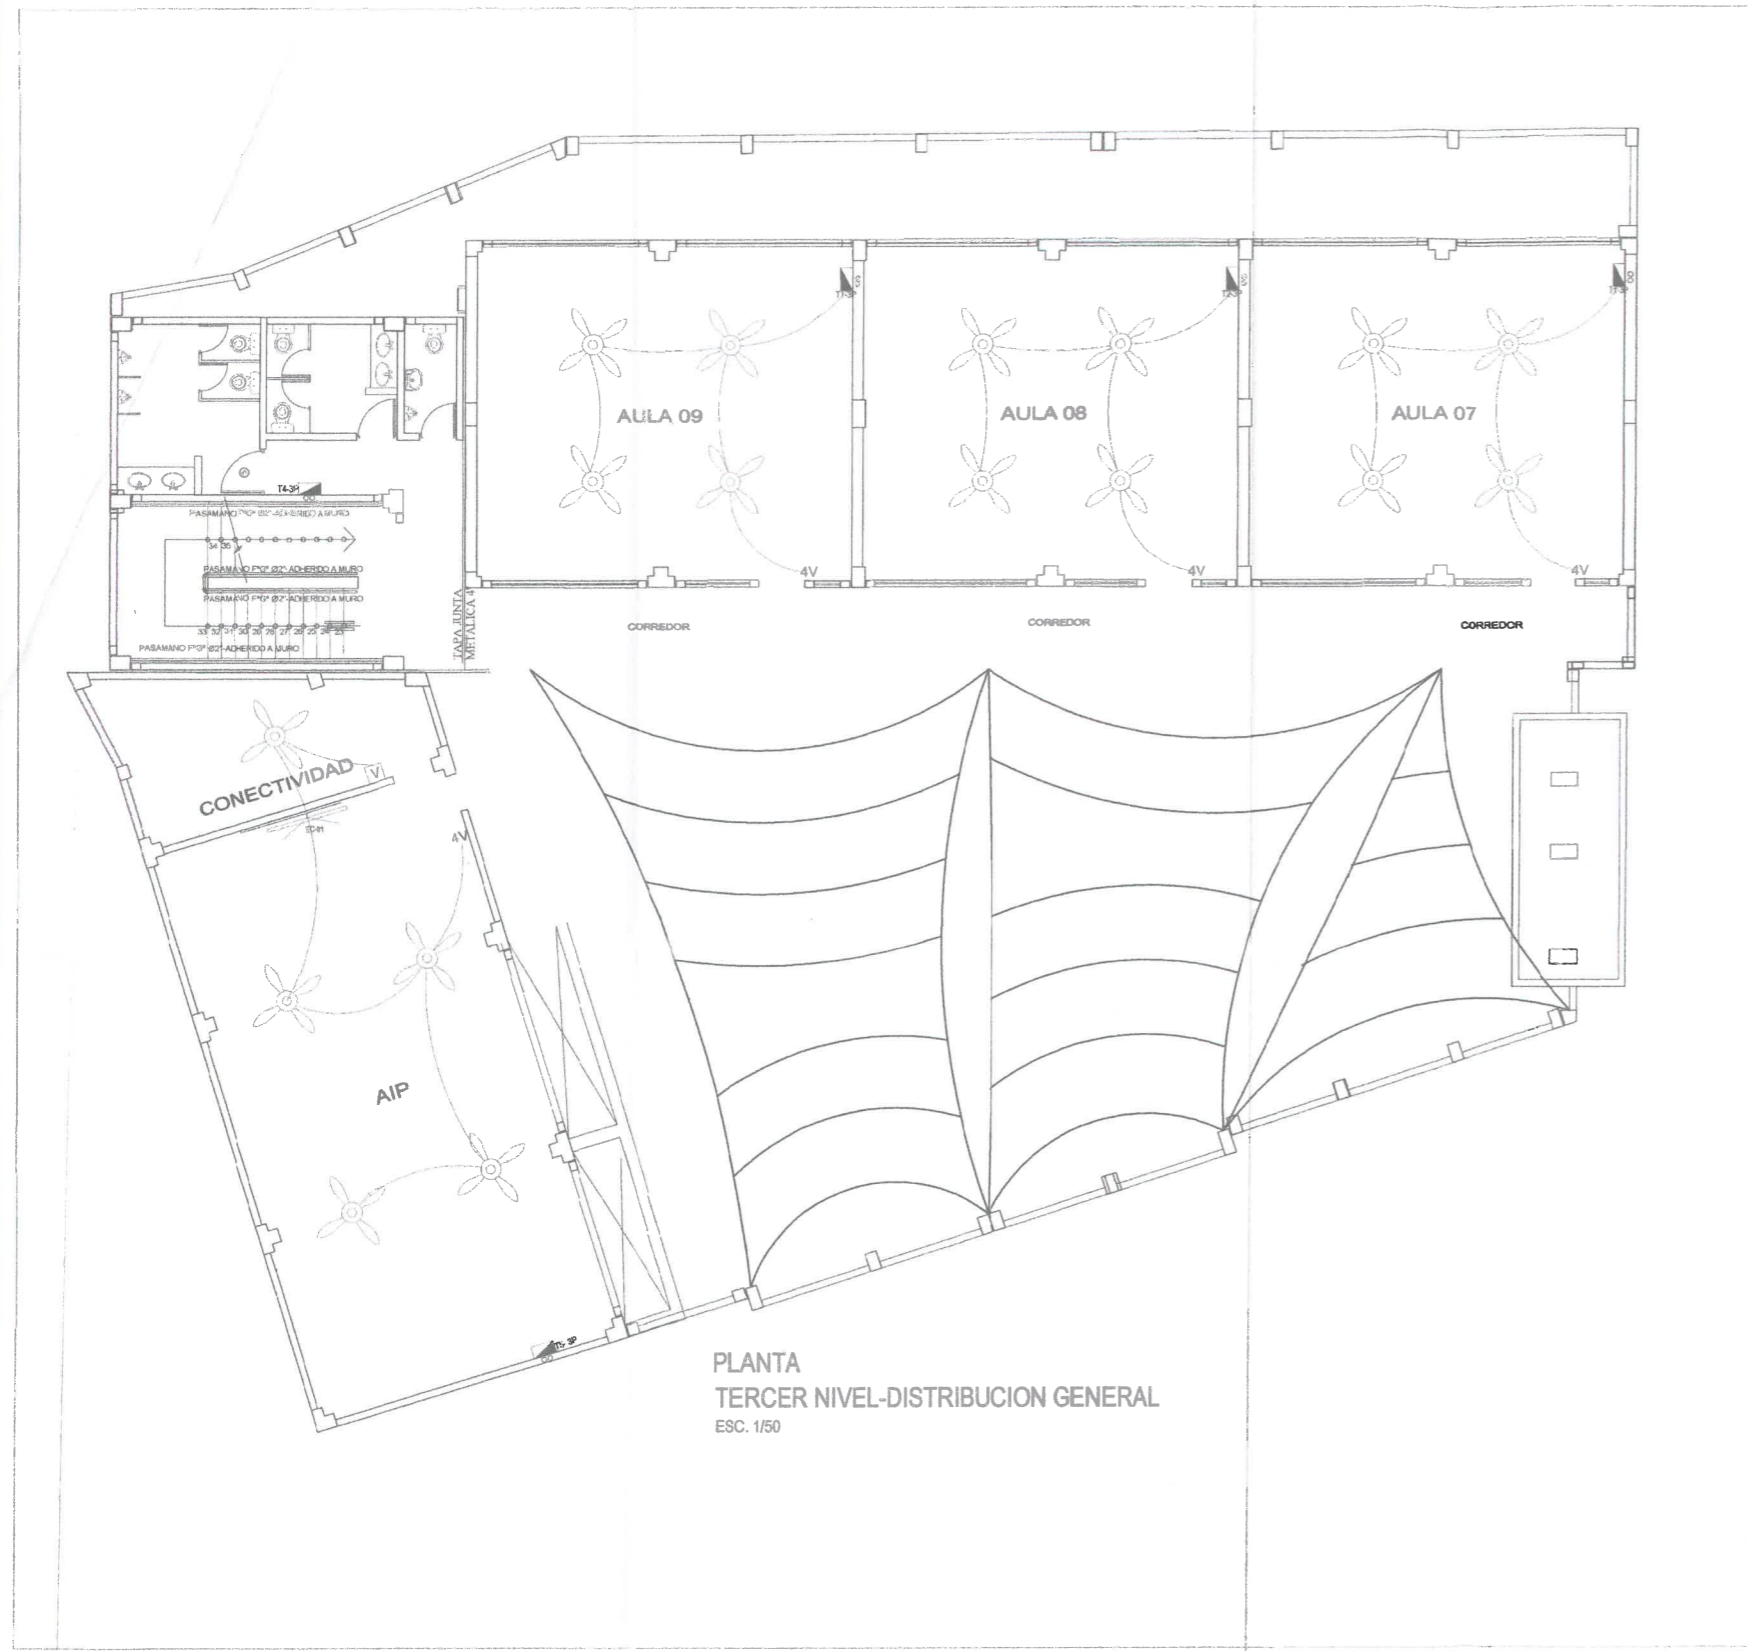 AULA 09
AULA 08
AULA 07
T4-3P
PASAMANO F°G° Ø2"-ADHERIDO A MURO
34 35
PASAMANO F°G° Ø2"-ADHERIDO A MURO
PASAMANO F°G° Ø2"-ADHERIDO A MURO
33 32 31 30 29 28 27 26 25 24 23
PASAMANO F°G° Ø2"-ADHERIDO A MURO
TAPA JUNTA
METALICA 4
4V
4V
4V
CORREDOR
CORREDOR
CORREDOR
CONECTIVIDAD
V
4V
AIP
PLANTA
TERCER NIVEL-DISTRIBUCION GENERAL
ESC. 1/50